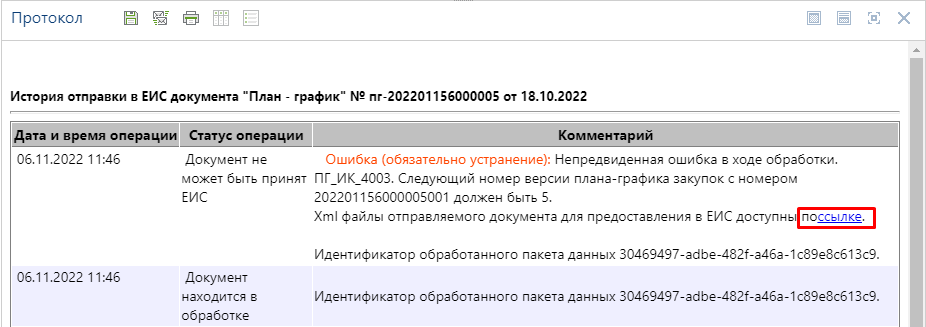 Протокол
История отправки в ЕИС документа "План - график" № пг-202201156000005 от 18.10.2022
Дата и время операции Статус операции Комментарий
06.11.2022 11:46
Документ не
может быть принят
ЕИС
Ошибка (обязательно устранение): Непредвиденная ошибка в ходе обработки.
ПГ_ИК_4003. Следующий номер версии плана-графика закупок с номером
202201156000005001 должен быть 5.
Xml файлы отправляемого документа для предоставления в ЕИС доступны поссылке.
Идентификатор обработанного пакета данных 30469497-adbe-482f-a46a-1c89e8c613c9.
06.11.2022 11:46
Документ
находится в
обработке
Идентификатор обработанного пакета данных 30469497-adbe-482f-a46a-1c89e8c613c9.